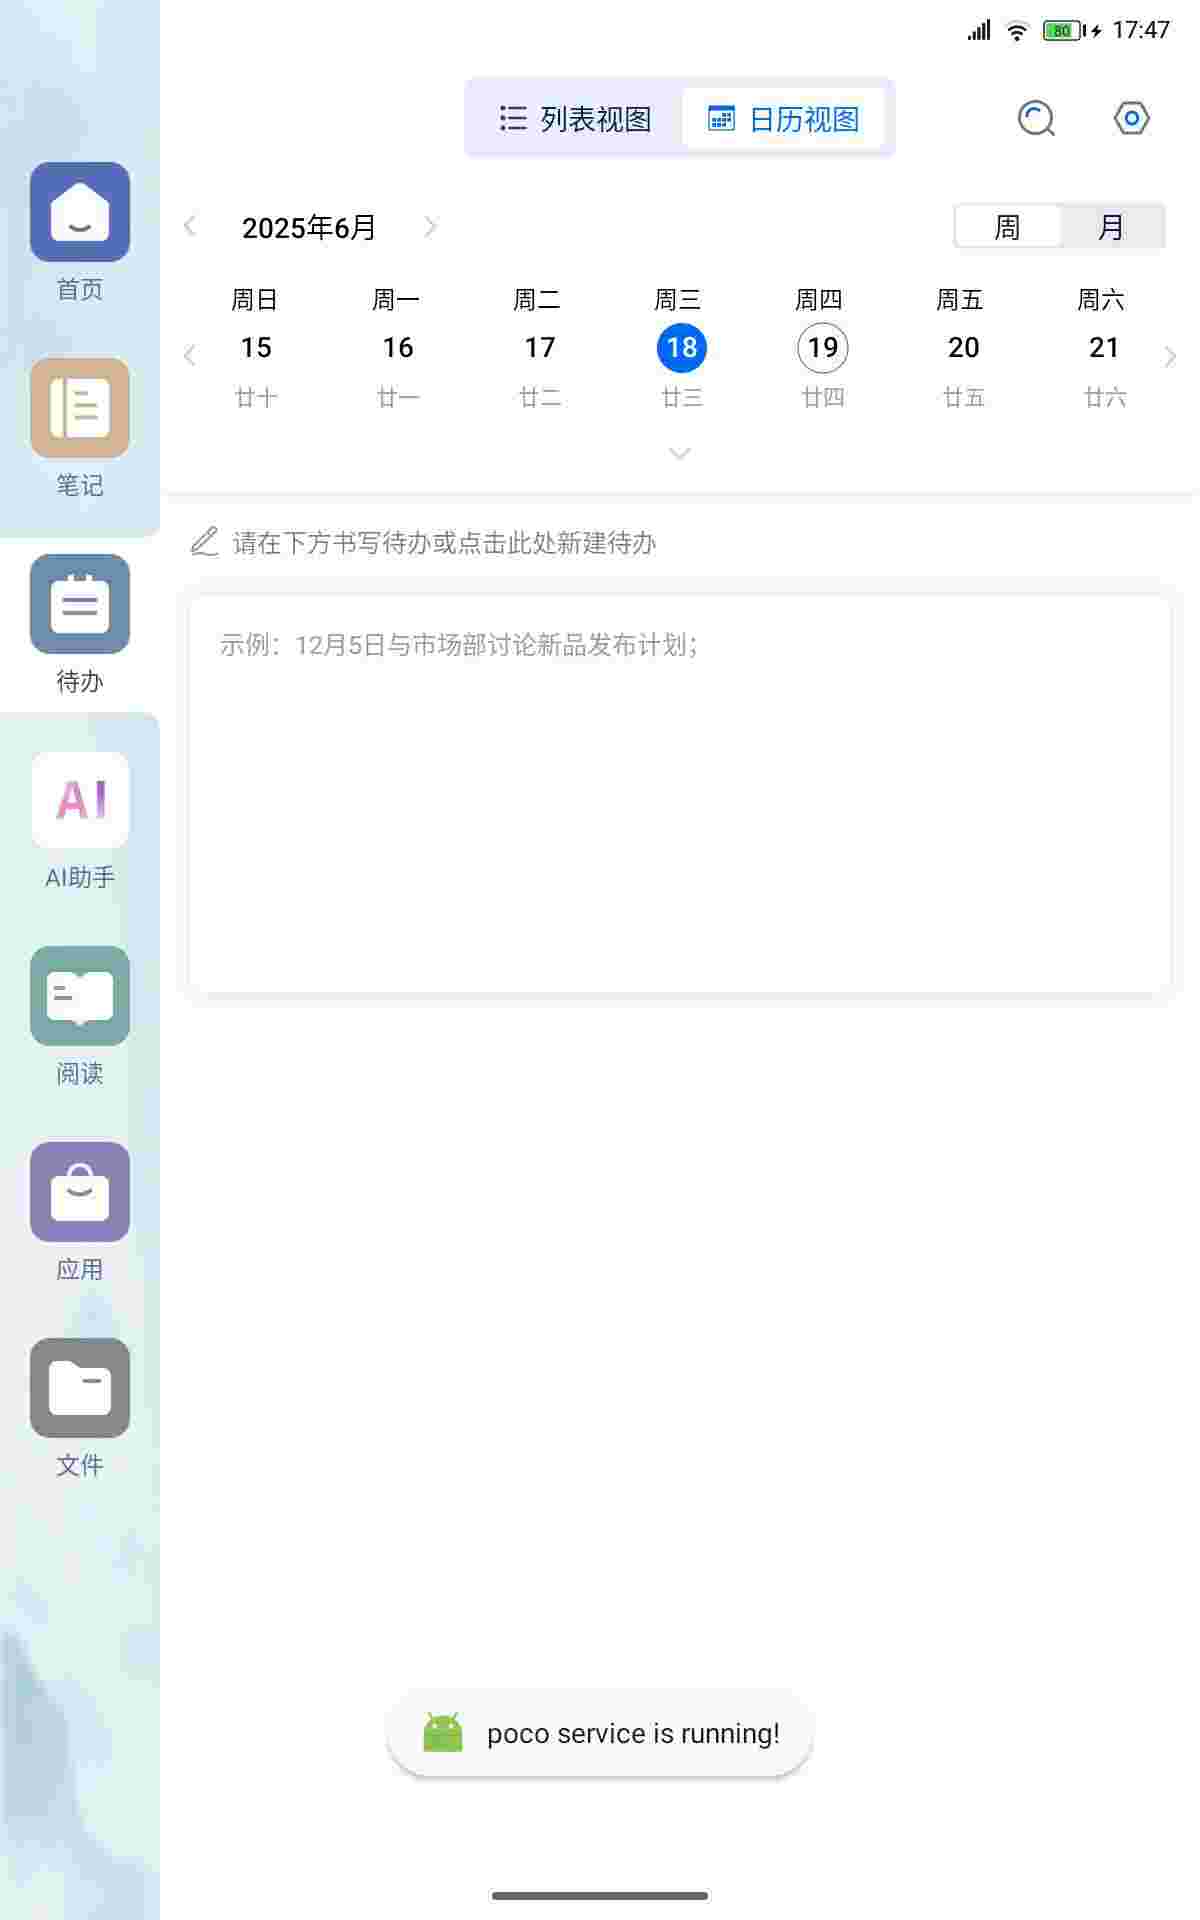 80 17:47
列表视图 日历视图
2025年6月 周 月
周日 周一 周二 周三 周四 周五 周六
15 16 17 18 19 20 21
廿十 廿一 廿二 廿三 廿四 廿五 廿六
请在下方书写待办或点击此处新建待办
示例：12月5日与市场部讨论新品发布计划；
首页
笔记
待办
AI
AI助手
阅读
应用
文件
poco service is running!